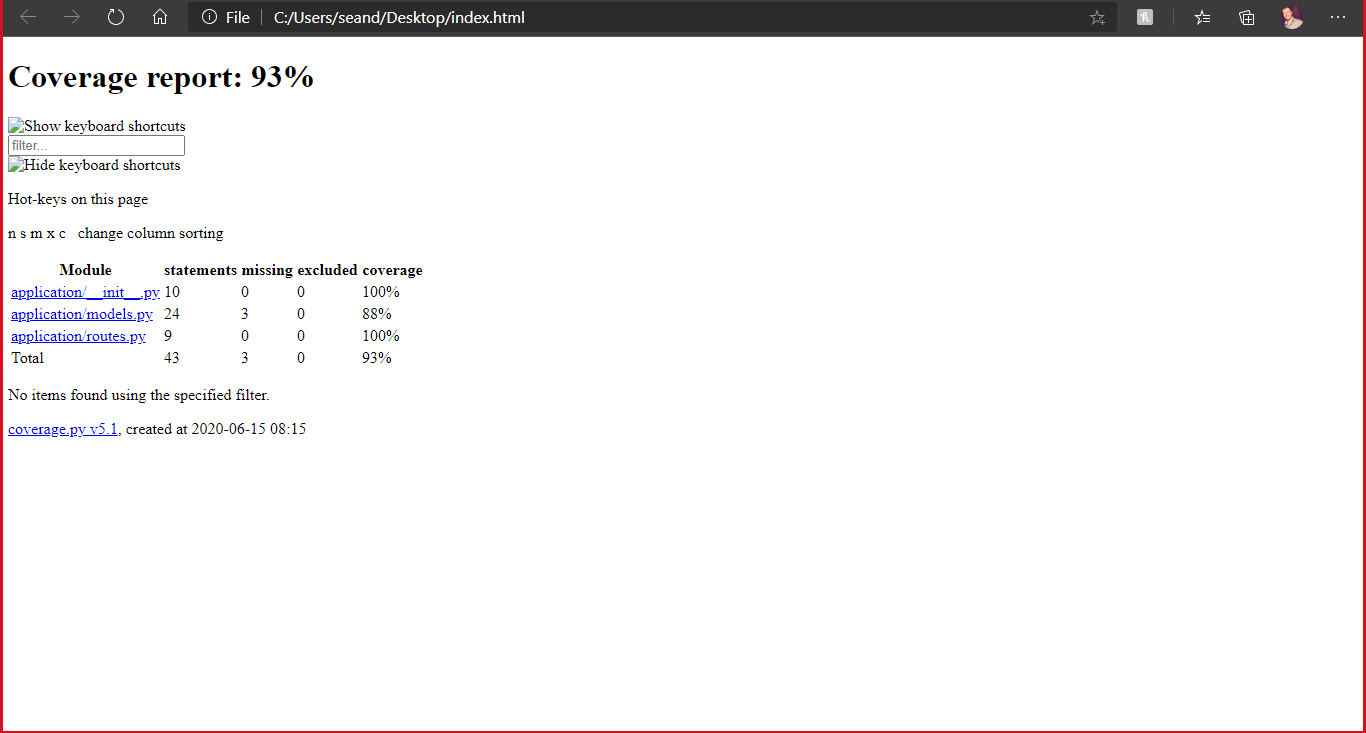 File C:/Users/seand/Desktop/index.html
Coverage report: 93%
Show keyboard shortcuts
filter...
Hide keyboard shortcuts
Hot-keys on this page
n s m x c change column sorting
Module statements missing excluded coverage
application/__init__.py 10 0 0 100%
application/models.py 24 3 0 88%
application/routes.py 9 0 0 100%
Total 43 3 0 93%
No items found using the specified filter.
coverage.py v5.1, created at 2020-06-15 08:15